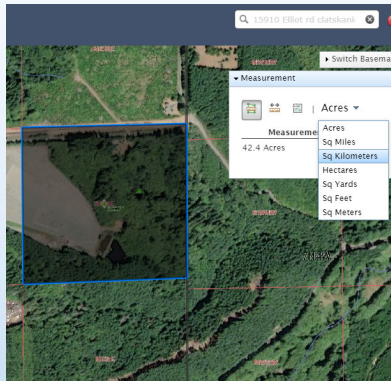 15910 Elliot rd clatskani
Switch Basema
Measurement
Acres
Measureme
42.4 Acres
Acres
Sq Miles
Sq Kilometers
Hectares
Sq Yards
Sq Feet
Sq Meters